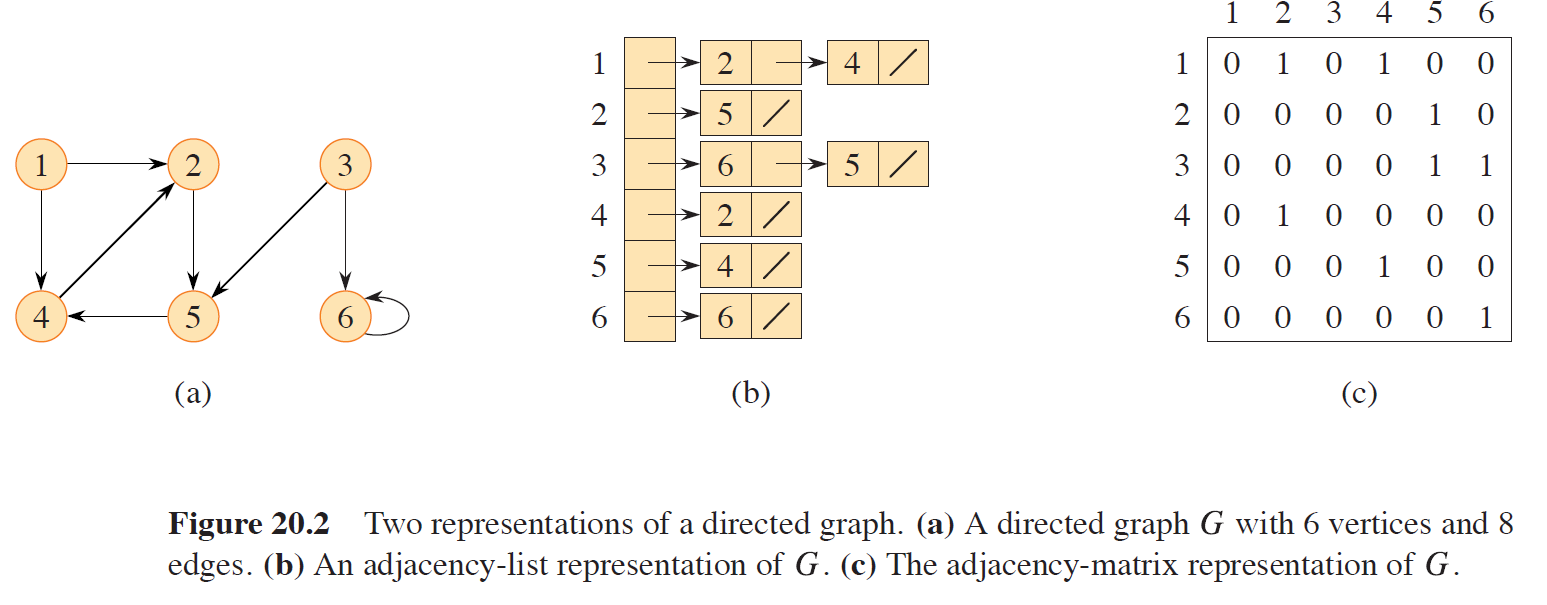 1 2 3
4 5 6
(a)
1 2 4
2 5
3 6 5
4 2
5 4
6 6
(b)
1 2 3 4 5 6
1 0 1 0 1 0 0
2 0 0 0 0 1 0
3 0 0 0 0 1 1
4 0 1 0 0 0 0
5 0 0 0 1 0 0
6 0 0 0 0 0 1
(c)
Figure 20.2 Two representations of a directed graph. (a) A directed graph G with 6 vertices and 8
edges. (b) An adjacency-list representation of G. (c) The adjacency-matrix representation of G.